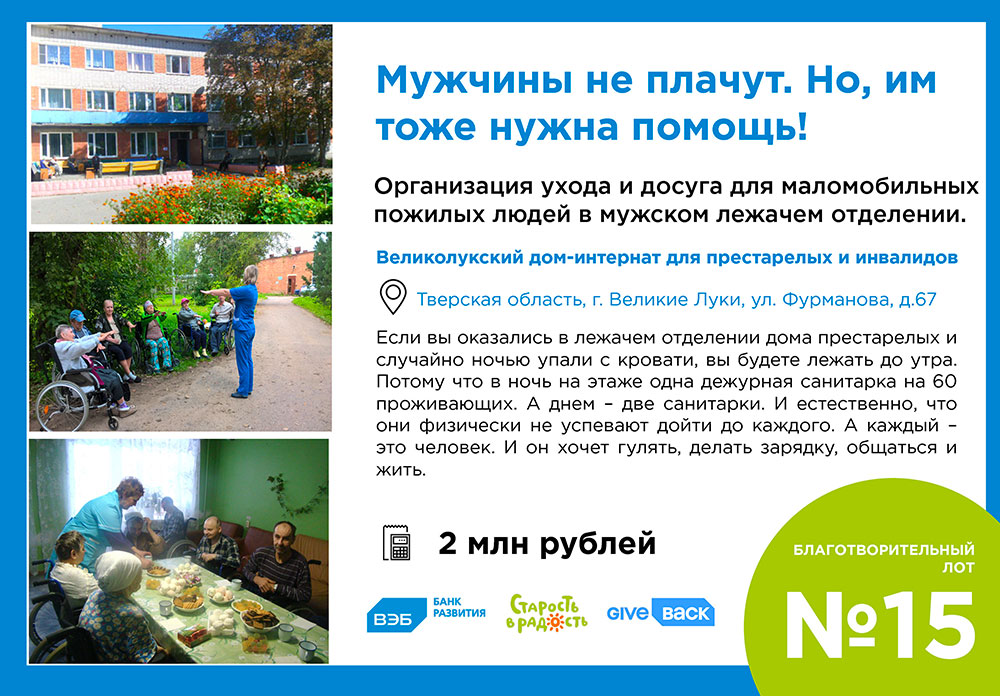 Мужчины не плачут. Но, им
тоже нужна помощь!
Организация ухода и досуга для маломобильных
пожилых людей в мужском лежачем отделении.
Великолукский дом-интернат для престарелых и инвалидов
Тверская область, г. Великие Луки, ул. Фурманова, д.67
Если вы оказались в лежачем отделении дома престарелых и
случайно ночью упали с кровати, вы будете лежать до утра.
Потому что в ночь на этаже одна дежурная санитарка на 60
проживающих. А днем – две санитарки. И естественно, что
они физически не успевают дойти до каждого. А каждый –
это человек. И он хочет гулять, делать зарядку, общаться и
жить.
2 млн рублей
ВЭБ БАНК
РАЗВИТИЯ
Старость
в радость
GIVE BACK
БЛАГОТВОРИТЕЛЬНЫЙ
ЛОТ
№15